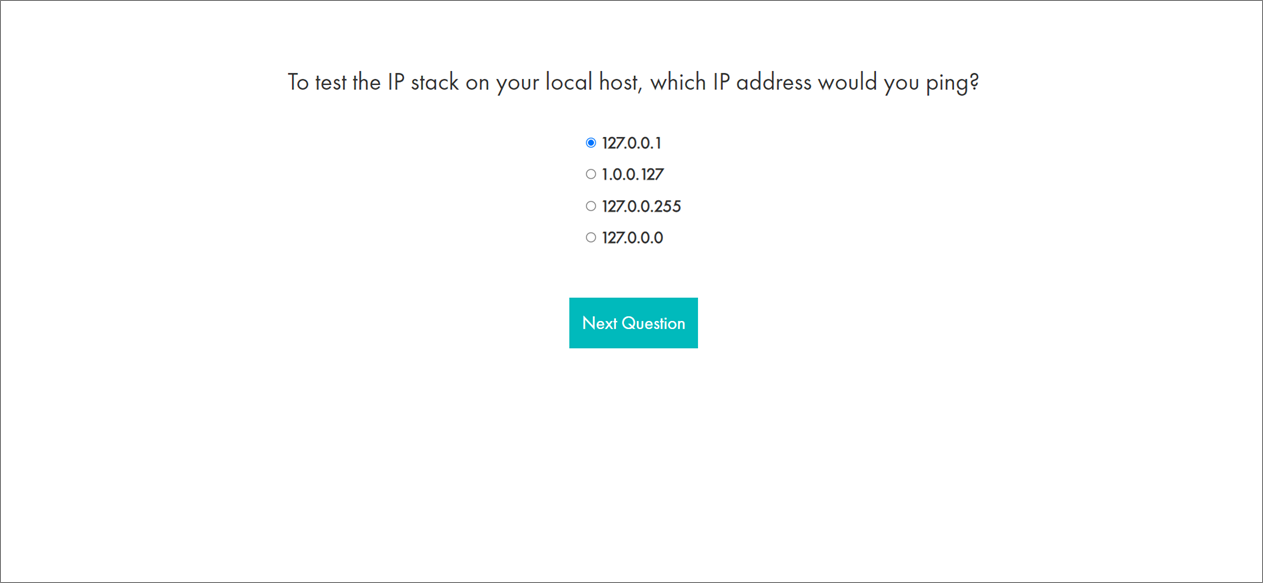 To test the IP stack on your local host, which IP address would you ping?
127.0.0.1
1.0.0.127
127.0.0.255
127.0.0.0
Next Question